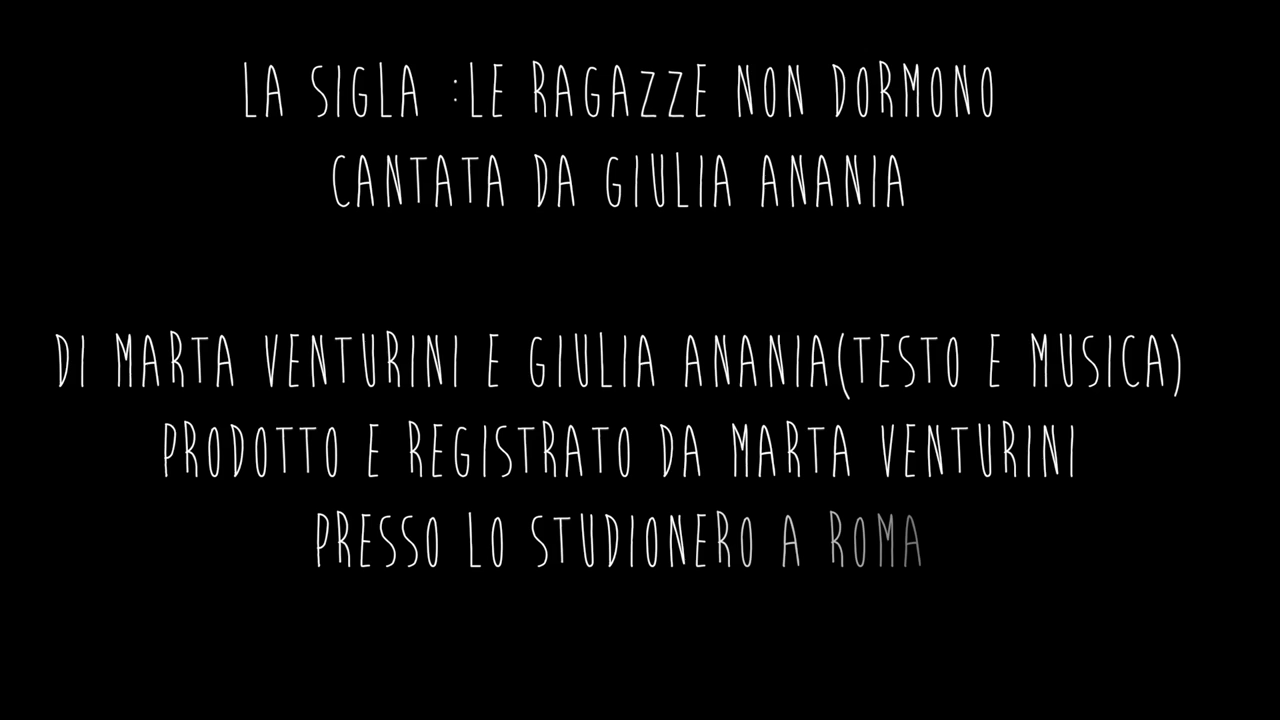 LA SIGLA :LE RAGAZZE NON DORMONO
CANTATA DA GIULIA ANANIA
DI MARTA VENTURINI E GIULIA ANANIA(TESTO E MUSICA)
PRODOTTO E REGISTRATO DA MARTA VENTURINI
PRESSO LO STUDIONERO A ROMA